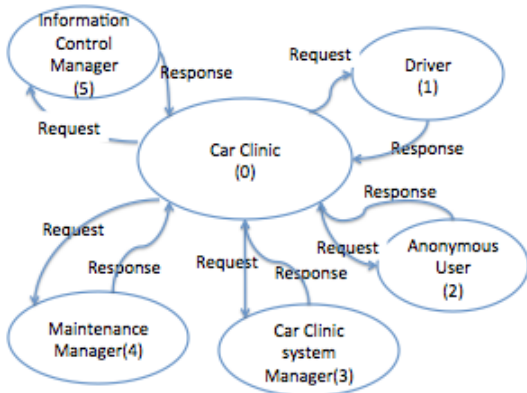 Information
Control
Manager
(5)
Response
Request
Request
Driver
(1)
Response
Car Clinic
(0)
Response
Request
Anonymous
User
(2)
Request
Response
Maintenance
Manager(4)
Request
Response
Car Clinic
system
Manager(3)